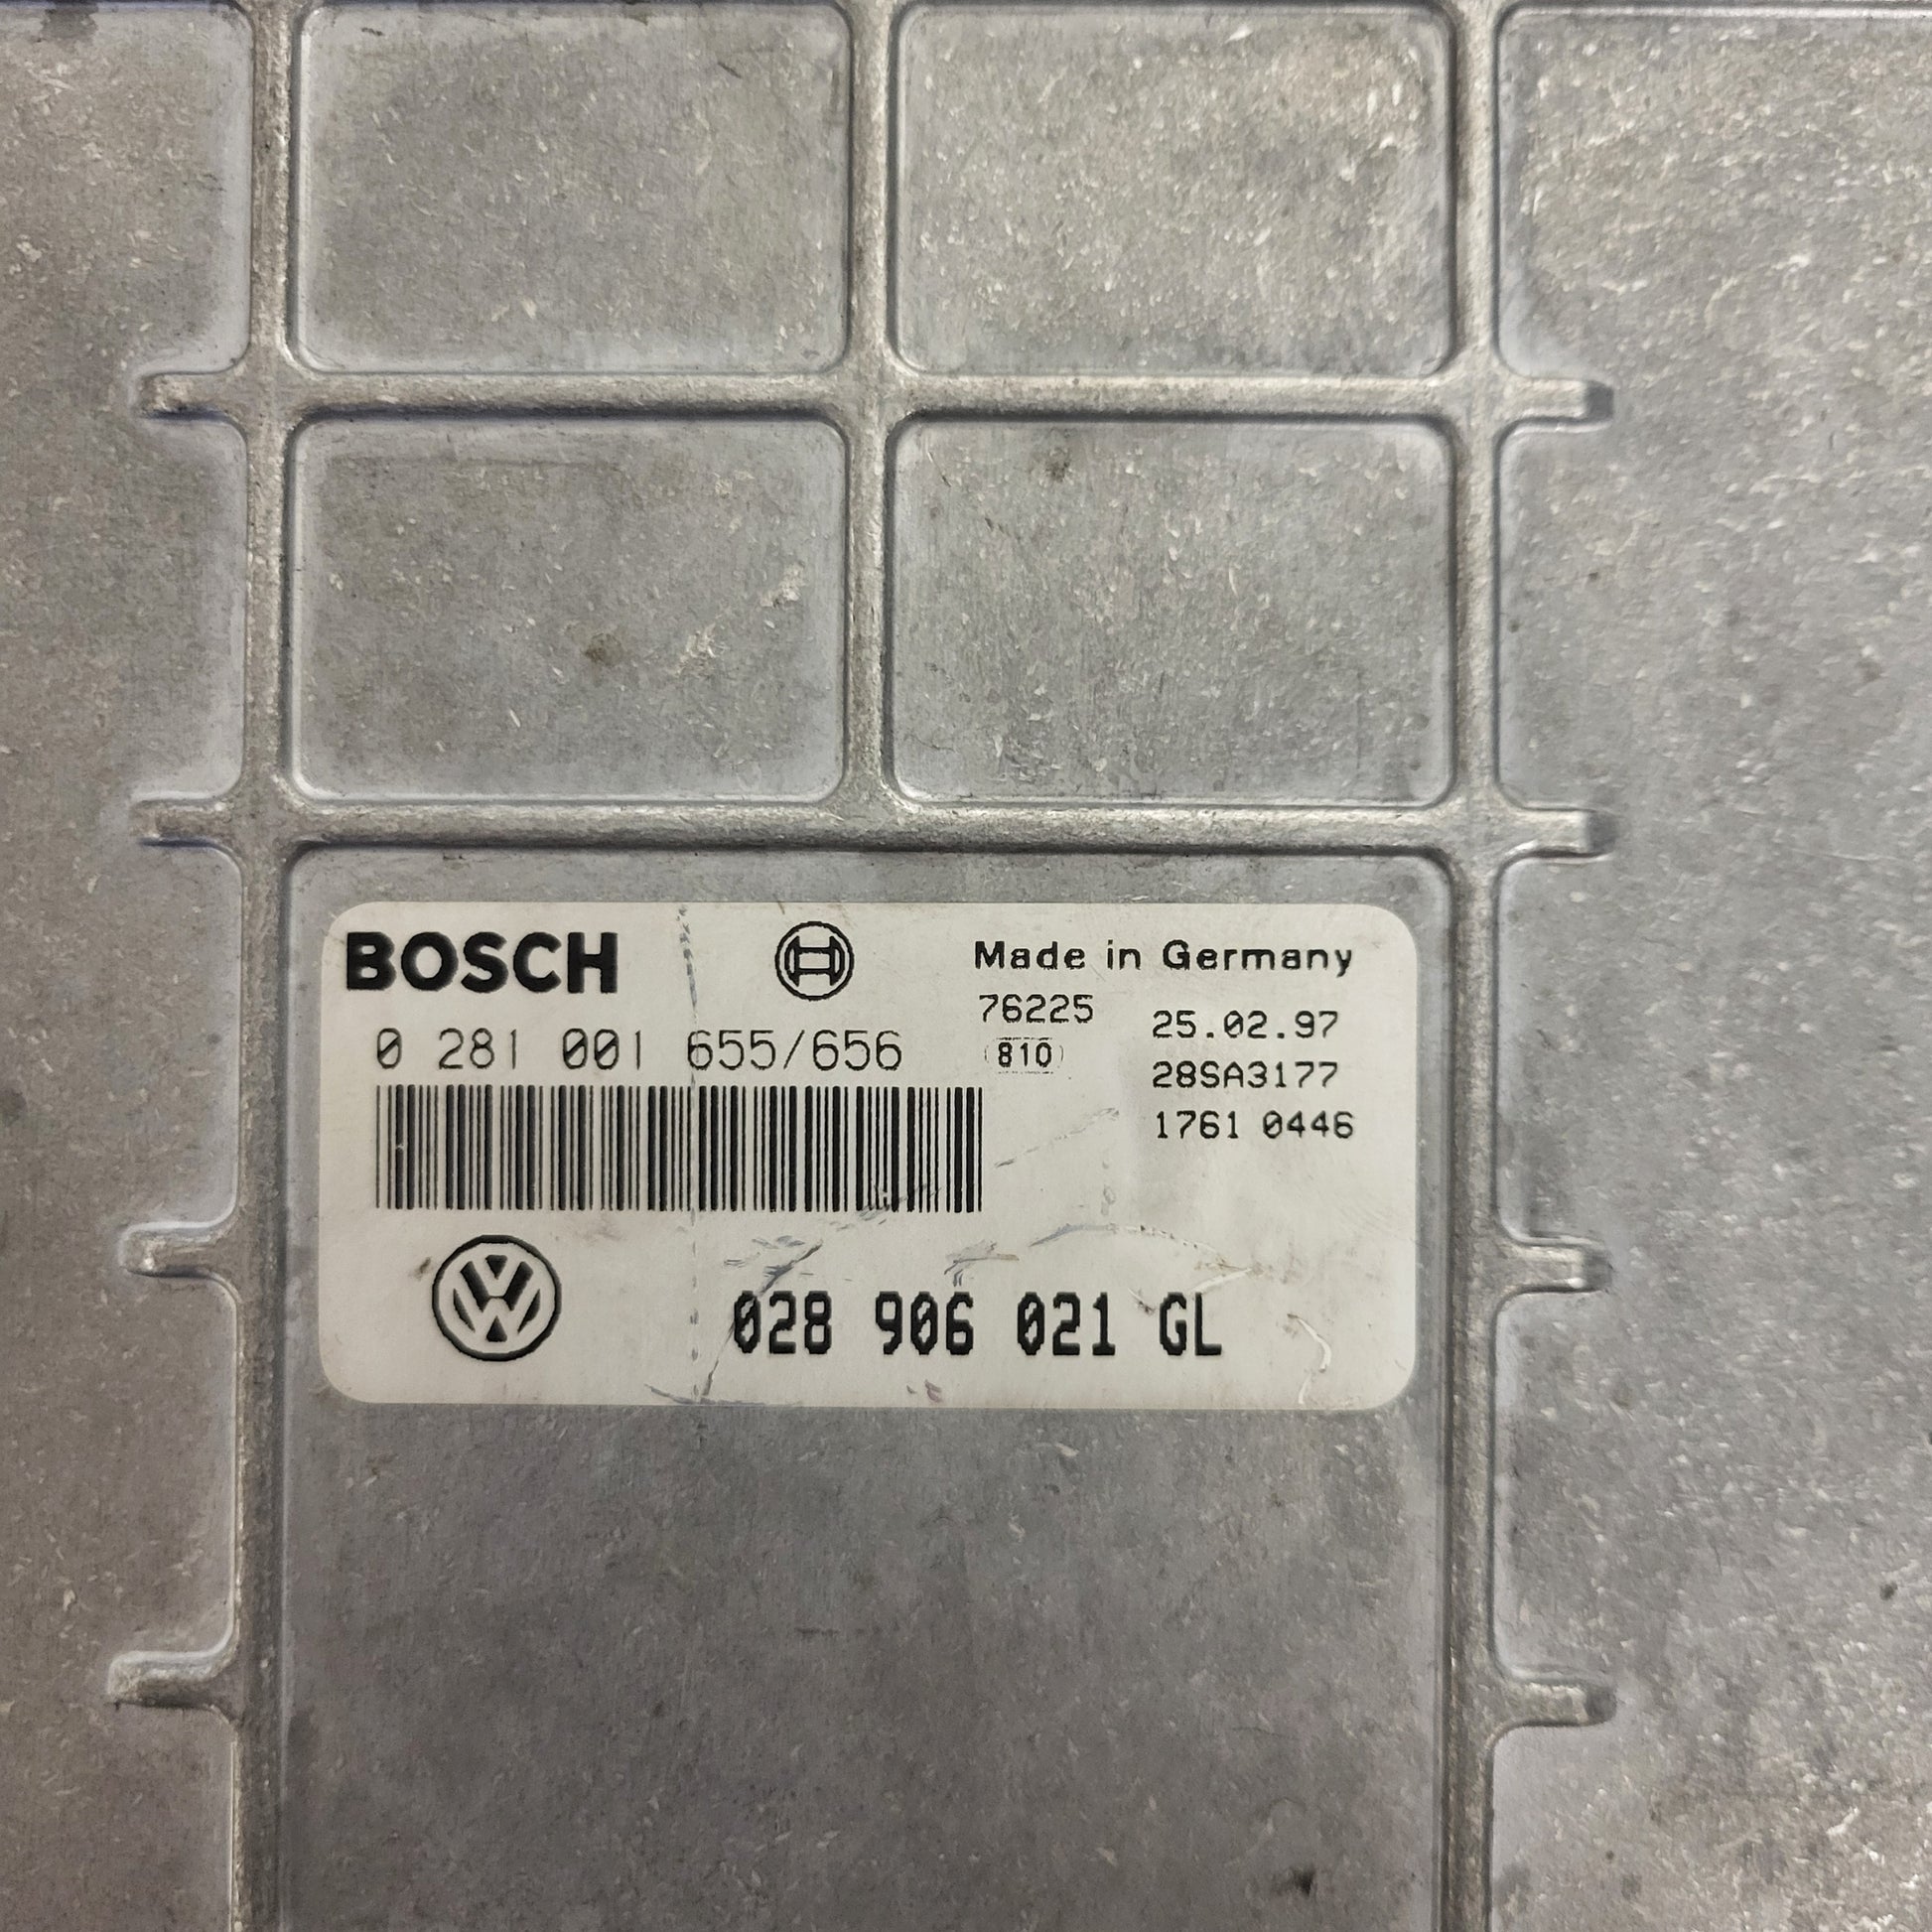 BOSCH
Made in Germany
76225
25.02.97
0 281 001 655/656
810
28SA3177
1761 0446
028 906 021 GL